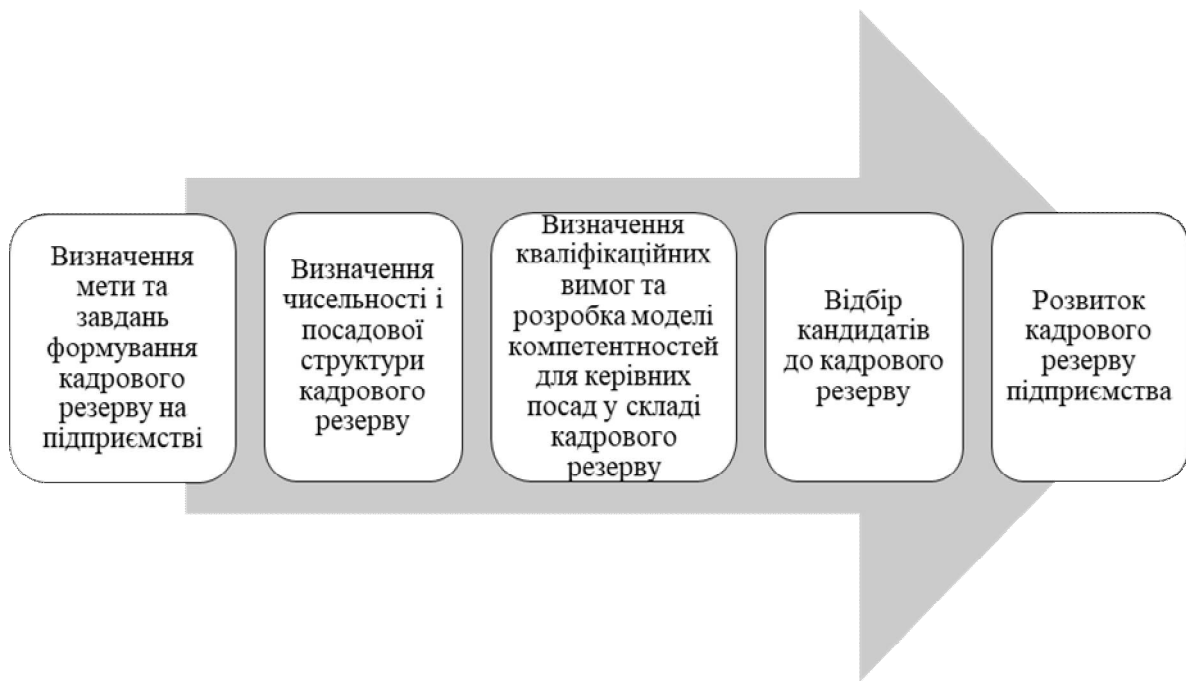 Визначення
мети та
завдань
формування
кадрового
резерву на
підприємстві
Визначення
чисельності і
посадової
структури
кадрового
резерву
Визначення
кваліфікаційних
вимог та
розробка моделі
компетентностей
для керівних
посад у складі
кадрового
резерву
Відбір
кандидатів
до кадрового
резерву
Розвиток
кадрового
резерву
підприємства